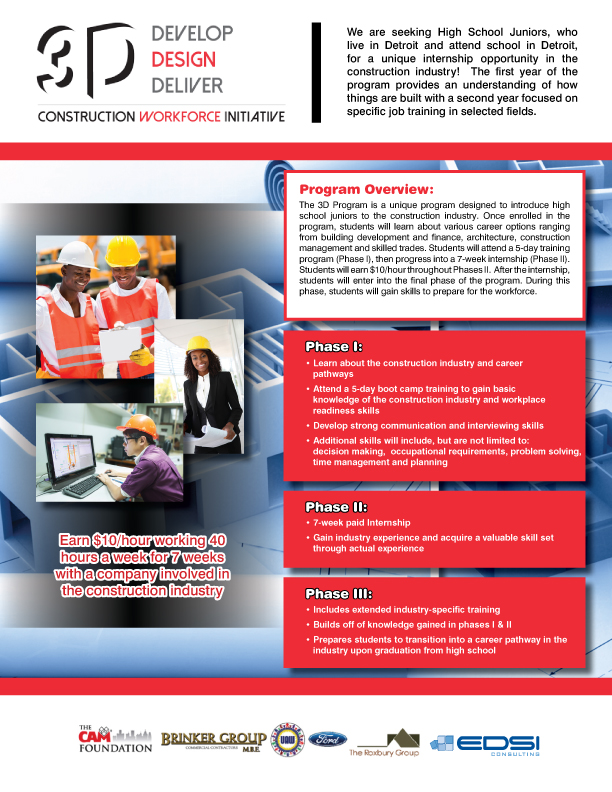 3D
DEVELOP
DESIGN
DELIVER
CONSTRUCTION WORKFORCE INITIATIVE
We are seeking High School Juniors, who
live in Detroit and attend school in Detroit,
for a unique internship opportunity in the
construction industry! The first year of the
program provides an understanding of how
things are built with a second year focused on
specific job training in selected fields.
Program Overview:
The 3D Program is a unique program designed to introduce high
school juniors to the construction industry. Once enrolled in the
program, students will learn about various career options ranging
from building development and finance, architecture, construction
management and skilled trades. Students will attend a 5-day training
program (Phase I), then progress into a 7-week internship (Phase II).
Students will earn $10/hour throughout Phases II. After the internship,
students will enter into the final phase of the program. During this
phase, students will gain skills to prepare for the workforce.
Phase I:
• Learn about the construction industry and career
pathways
• Attend a 5-day boot camp training to gain basic
knowledge of the construction industry and workplace
readiness skills
• Develop strong communication and interviewing skills
• Additional skills will include, but are not limited to:
decision making, occupational requirements, problem solving,
time management and planning
Phase II:
• 7-week paid Internship
• Gain industry experience and acquire a valuable skill set
through actual experience
Phase III:
• Includes extended industry-specific training
• Builds off of knowledge gained in phases I & II
• Prepares students to transition into a career pathway in the
industry upon graduation from high school
Earn $10/hour working 40
hours a week for 7 weeks
with a company involved in
the construction industry
THE
CAM
FOUNDATION
BRINKER GROUP
COMMERCIAL CONTRACTORS M.B.E.
UAW
Ford
The Roxbury Group
EDSI
CONSULTING